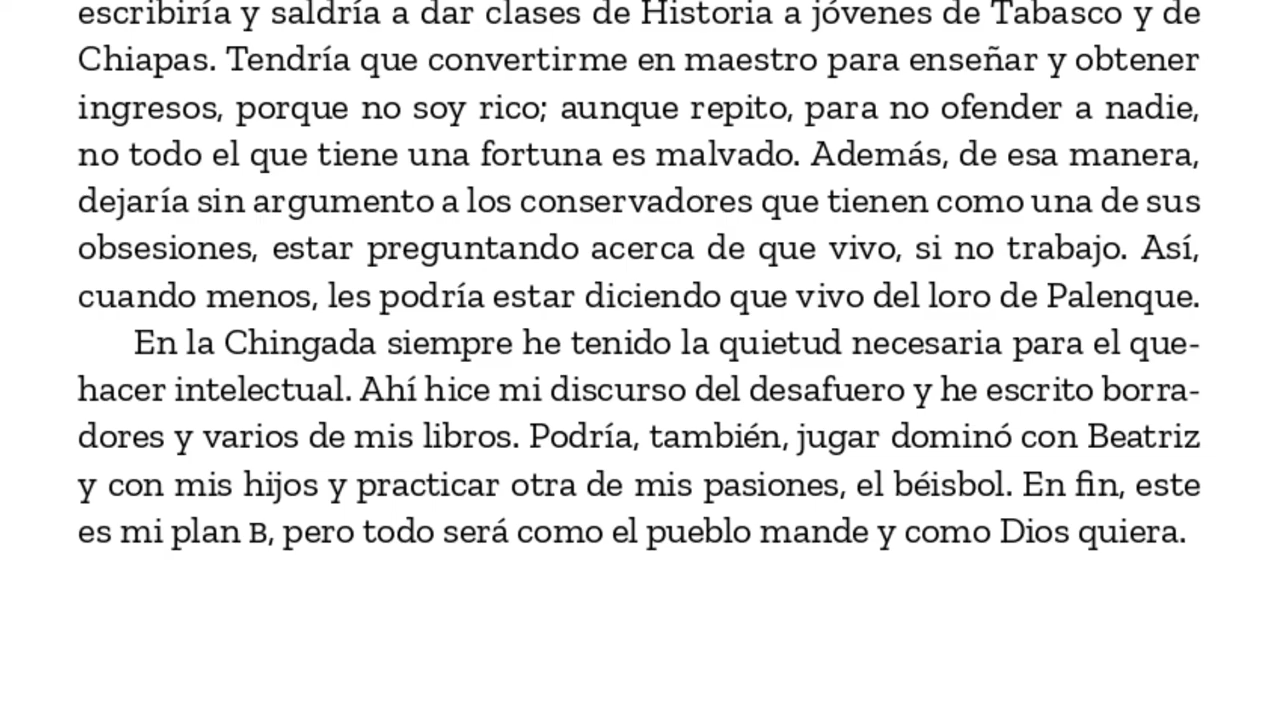 escribiría y saldría a dar clases de Historia a jóvenes de Tabasco y de
Chiapas. Tendría que convertirme en maestro para enseñar y obtener
ingresos, porque no soy rico; aunque repito, para no ofender a nadie,
no todo el que tiene una fortuna es malvado. Además, de esa manera,
dejaría sin argumento a los conservadores que tienen como una de sus
obsesiones, estar preguntando acerca de que vivo, si no trabajo. Así,
cuando menos, les podría estar diciendo que vivo del loro de Palenque.
En la Chingada siempre he tenido la quietud necesaria para el que-
hacer intelectual. Ahí hice mi discurso del desafuero y he escrito borra-
dores y varios de mis libros. Podría, también, jugar dominó con Beatriz
y con mis hijos y practicar otra de mis pasiones, el béisbol. En fin, este
es mi plan B, pero todo será como el pueblo mande y como Dios quiera.